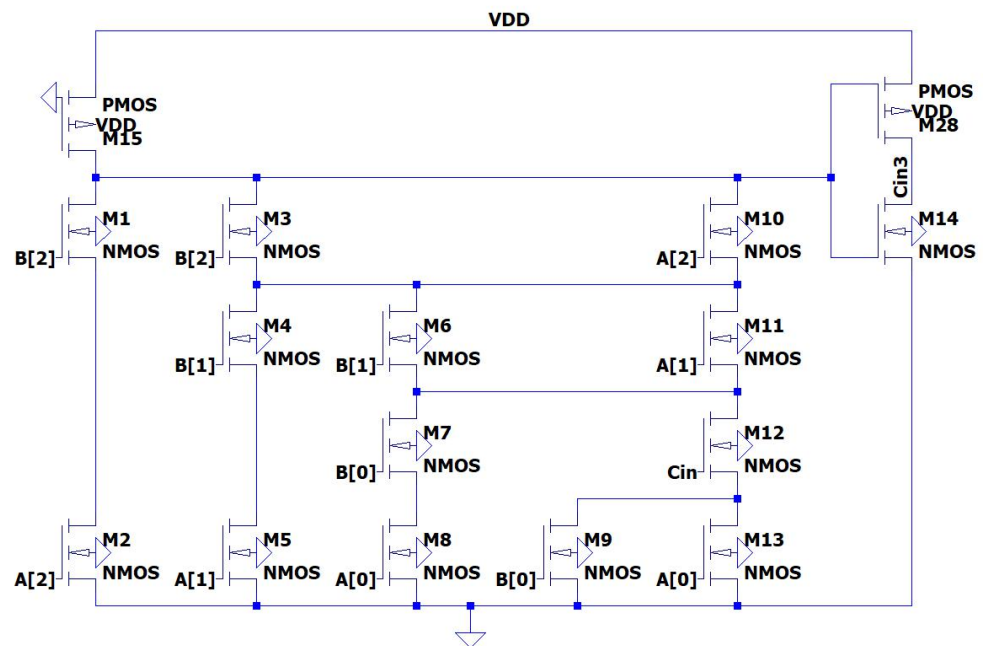 VDD
PMOS
VDD
M15
PMOS
VDD
M28
Cin3
M1
NMOS
B[2]
M3
NMOS
B[2]
M10
NMOS
A[2]
M14
NMOS
M4
NMOS
B[1]
M6
NMOS
B[1]
M11
NMOS
A[1]
M7
NMOS
B[0]
M12
NMOS
Cin
M2
NMOS
A[2]
M5
NMOS
A[1]
M8
NMOS
A[0]
M9
NMOS
B[0]
M13
NMOS
A[0]